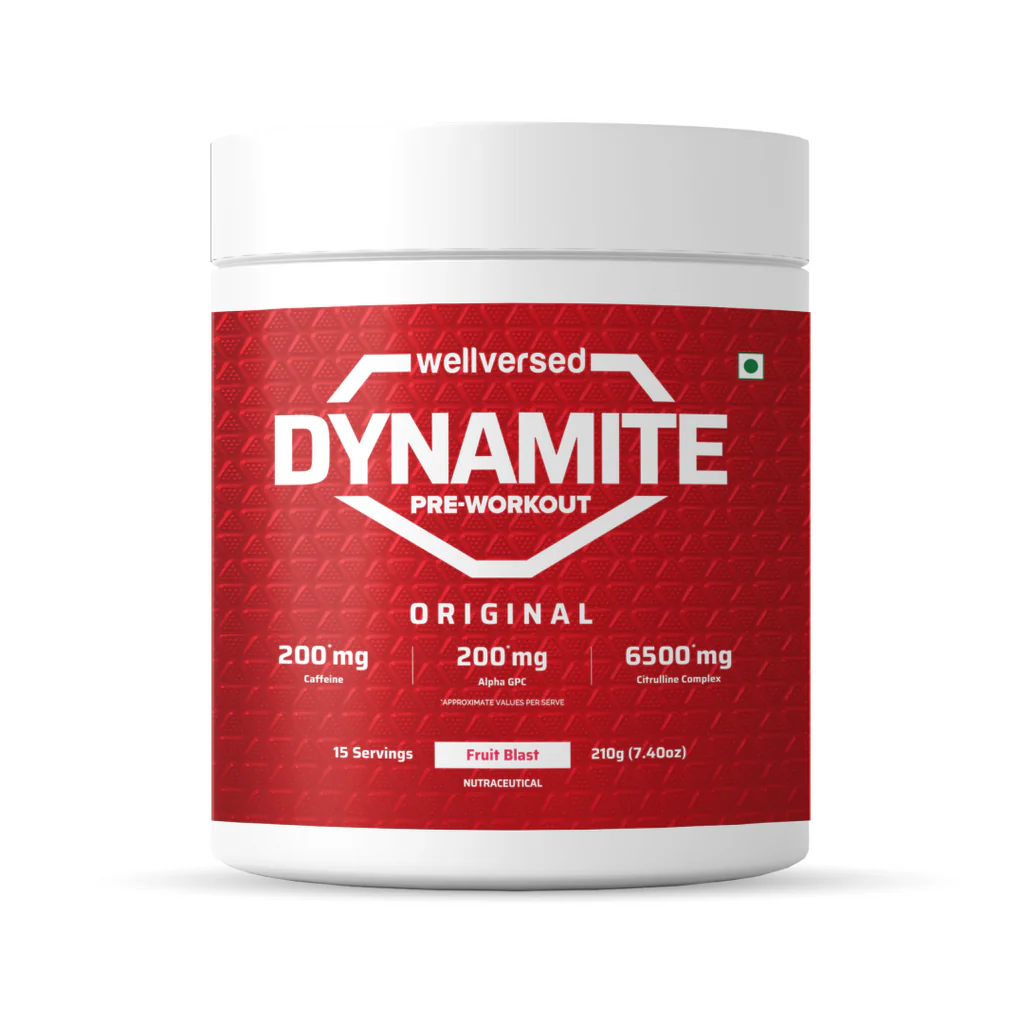 wellversed
DYNAMITE
PRE-WORKOUT
ORIGINAL
200*mg 200*mg 6500*mg
Caffeine Alpha GPC Citrulline Complex
*APPROXIMATE VALUES PER SERVE
15 Servings Fruit Blast 210g (7.40oz)
NUTRACEUTICAL